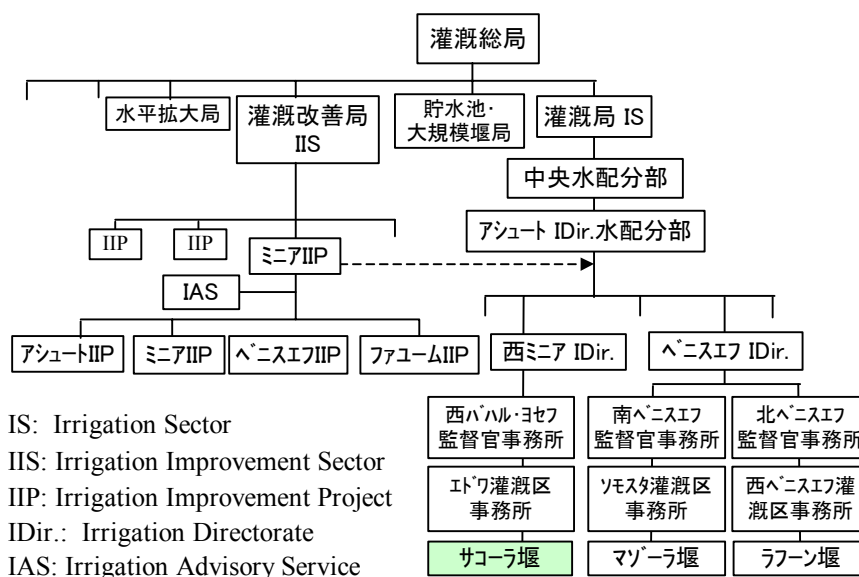 灌漑総局
水平拡大局
灌漑改善局
IIS
貯水池・
大規模堰局
灌漑局 IS
中央水配分部
アシュート IDir.水配分部
IIP
IIP
ミニアIIP
IAS
アシュートIIP
ミニアIIP
ベニスエフIIP
ファユームIIP
西ミニア IDir.
ベニスエフ IDir.
西バハル・ヨセフ
監督官事務所
南ベニスエフ
監督官事務所
北ベニスエフ
監督官事務所
エドワ灌漑区
事務所
ソモスタ灌漑区
事務所
西ベニスエフ灌
漑区事務所
サコーラ堰
マゾーラ堰
ラフーン堰
IS: Irrigation Sector
IIS: Irrigation Improvement Sector
IIP: Irrigation Improvement Project
IDir.: Irrigation Directorate
IAS: Irrigation Advisory Service